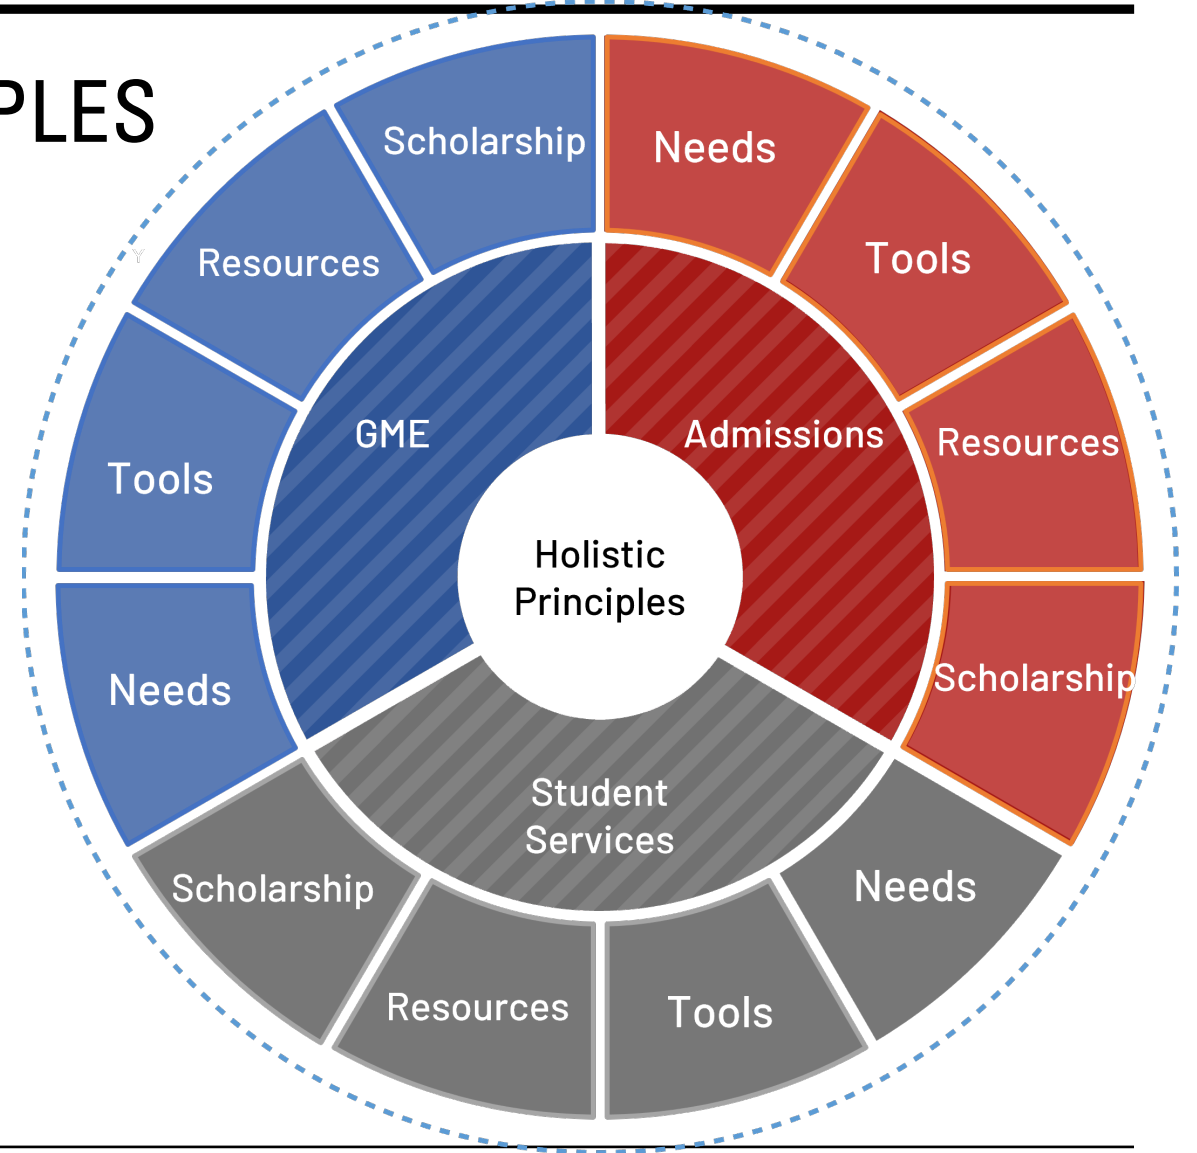 PLES
Scholarship
Needs
Resources
Tools
GME
Admissions
Tools
Resources
Holistic
Principles
Needs
Scholarship
Student
Services
Scholarship
Needs
Resources
Tools
Y